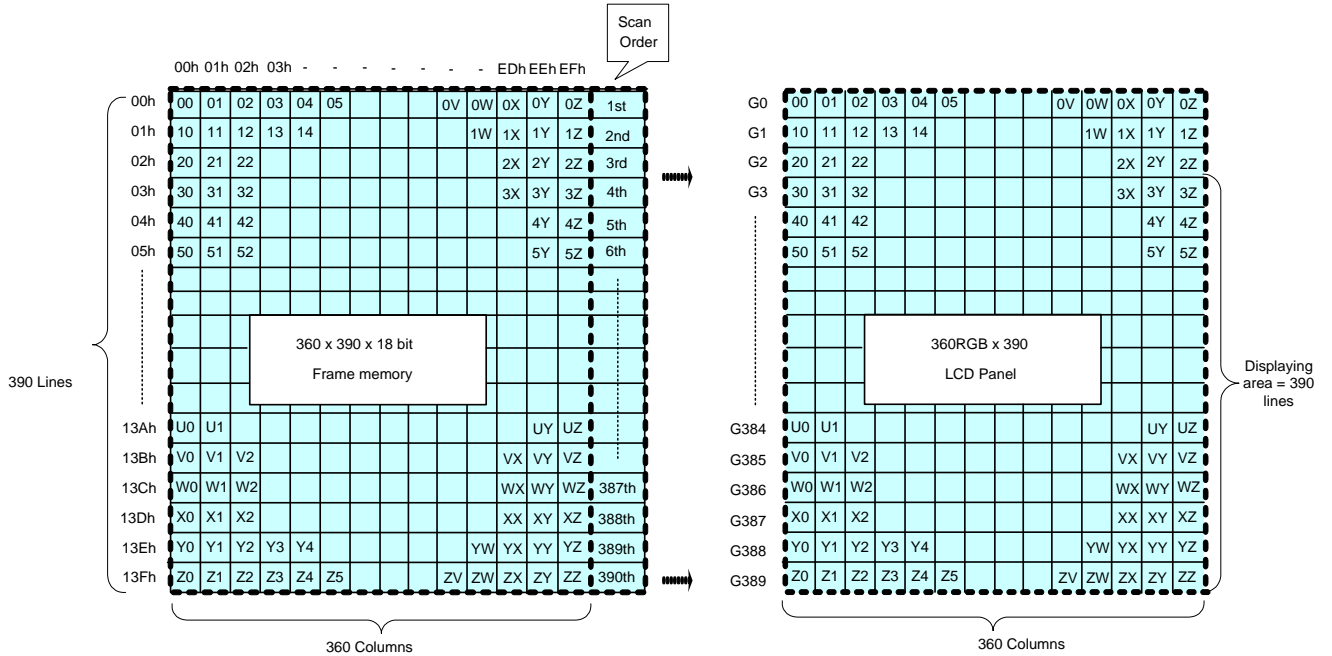 Scan
Order
00h 01h 02h 03h - - - - - - - EDh EEh EFh
00h 00 01 02 03 04 05 0V 0W 0X 0Y 0Z 1st
01h 10 11 12 13 14 1W 1X 1Y 1Z 2nd
02h 20 21 22 2X 2Y 2Z 3rd
03h 30 31 32 3X 3Y 3Z 4th
04h 40 41 42 4Y 4Z 5th
05h 50 51 52 5Y 5Z 6th
360 x 390 x 18 bit
Frame memory
390 Lines
13Ah U0 U1 UY UZ
13Bh V0 V1 V2 VX VY VZ
13Ch W0 W1 W2 WX WY WZ 387th
13Dh X0 X1 X2 XX XY XZ 388th
13Eh Y0 Y1 Y2 Y3 Y4 YW YX YY YZ 389th
13Fh Z0 Z1 Z2 Z3 Z4 Z5 ZV ZW ZX ZY ZZ 390th
360 Columns
G0 00 01 02 03 04 05 0V 0W 0X 0Y 0Z
G1 10 11 12 13 14 1W 1X 1Y 1Z
G2 20 21 22 2X 2Y 2Z
G3 30 31 32 3X 3Y 3Z
40 41 42 4Y 4Z
50 51 52 5Y 5Z
360RGB x 390
LCD Panel
Displaying
area = 390
lines
G384 U0 U1 UY UZ
G385 V0 V1 V2 VX VY VZ
G386 W0 W1 W2 WX WY WZ
G387 X0 X1 X2 XX XY XZ
G388 Y0 Y1 Y2 Y3 Y4 YW YX YY YZ
G389 Z0 Z1 Z2 Z3 Z4 Z5 ZV ZW ZX ZY ZZ
360 Columns